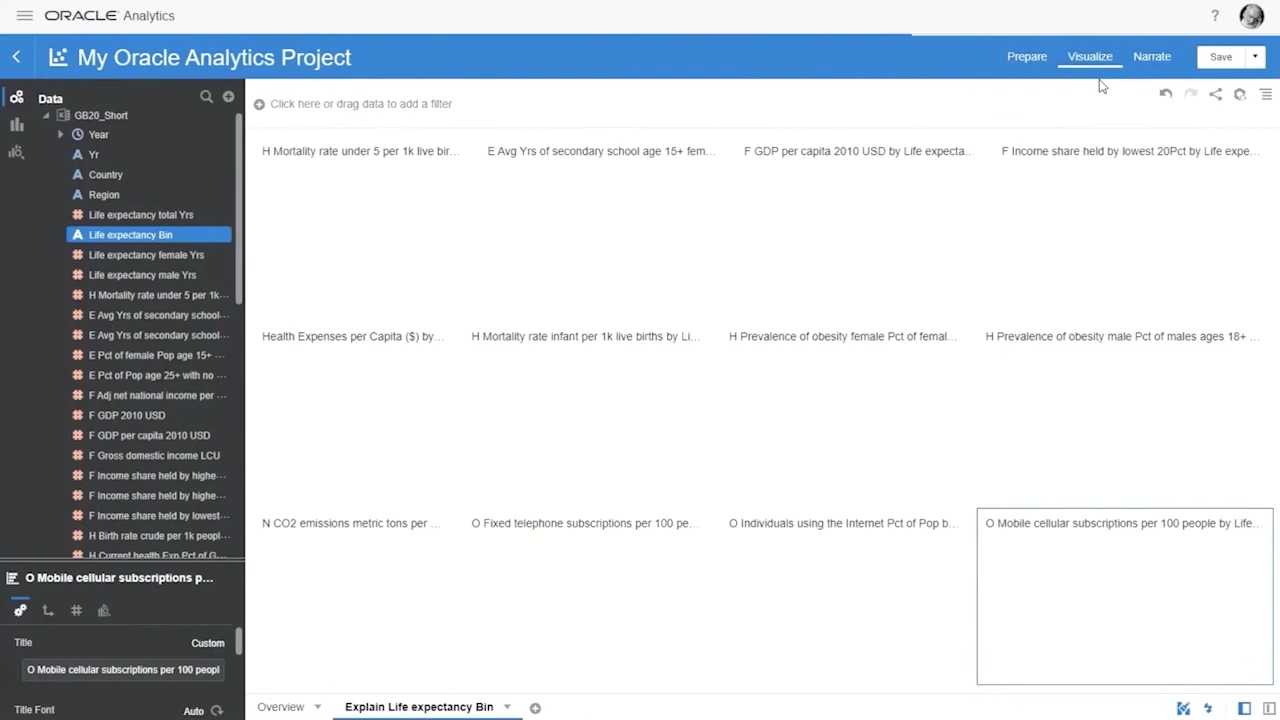 ORACLE Analytics
?
My Oracle Analytics Project
Prepare
Visualize
Narrate
Save
Data
GB20_Short
Year
A Yr
A Country
A Region
Life expectancy total Yrs
A Life expectancy Bin
Life expectancy female Yrs
Life expectancy male Yrs
H Mortality rate under 5 per 1k...
E Avg Yrs of secondary school...
E Avg Yrs of secondary school...
E Pct of female Pop age 15+ ...
E Pct of Pop age 25+ with no ...
F Adj net national income per ...
F GDP 2010 USD
F GDP per capita 2010 USD
F Gross domestic income LCU
F Income share held by highe...
F Income share held by highe...
F Income share held by lowest...
H Birth rate crude per 1k peopl...
H Current health Exp Pct of G...
O Mobile cellular subscriptions p...
Title
Custom
O Mobile cellular subscriptions per 100 peopl
Title Font
Auto
Click here or drag data to add a filter
H Mortality rate under 5 per 1k live bir...
E Avg Yrs of secondary school age 15+ fem...
F GDP per capita 2010 USD by Life expecta...
F Income share held by lowest 20Pct by Life expe...
Health Expenses per Capita ($) by...
H Mortality rate infant per 1k live births by Li...
H Prevalence of obesity female Pct of femal...
H Prevalence of obesity male Pct of males ages 18+ ...
N CO2 emissions metric tons per ...
O Fixed telephone subscriptions per 100 pe...
O Individuals using the Internet Pct of Pop b...
O Mobile cellular subscriptions per 100 people by Life...
Overview
Explain Life expectancy Bin